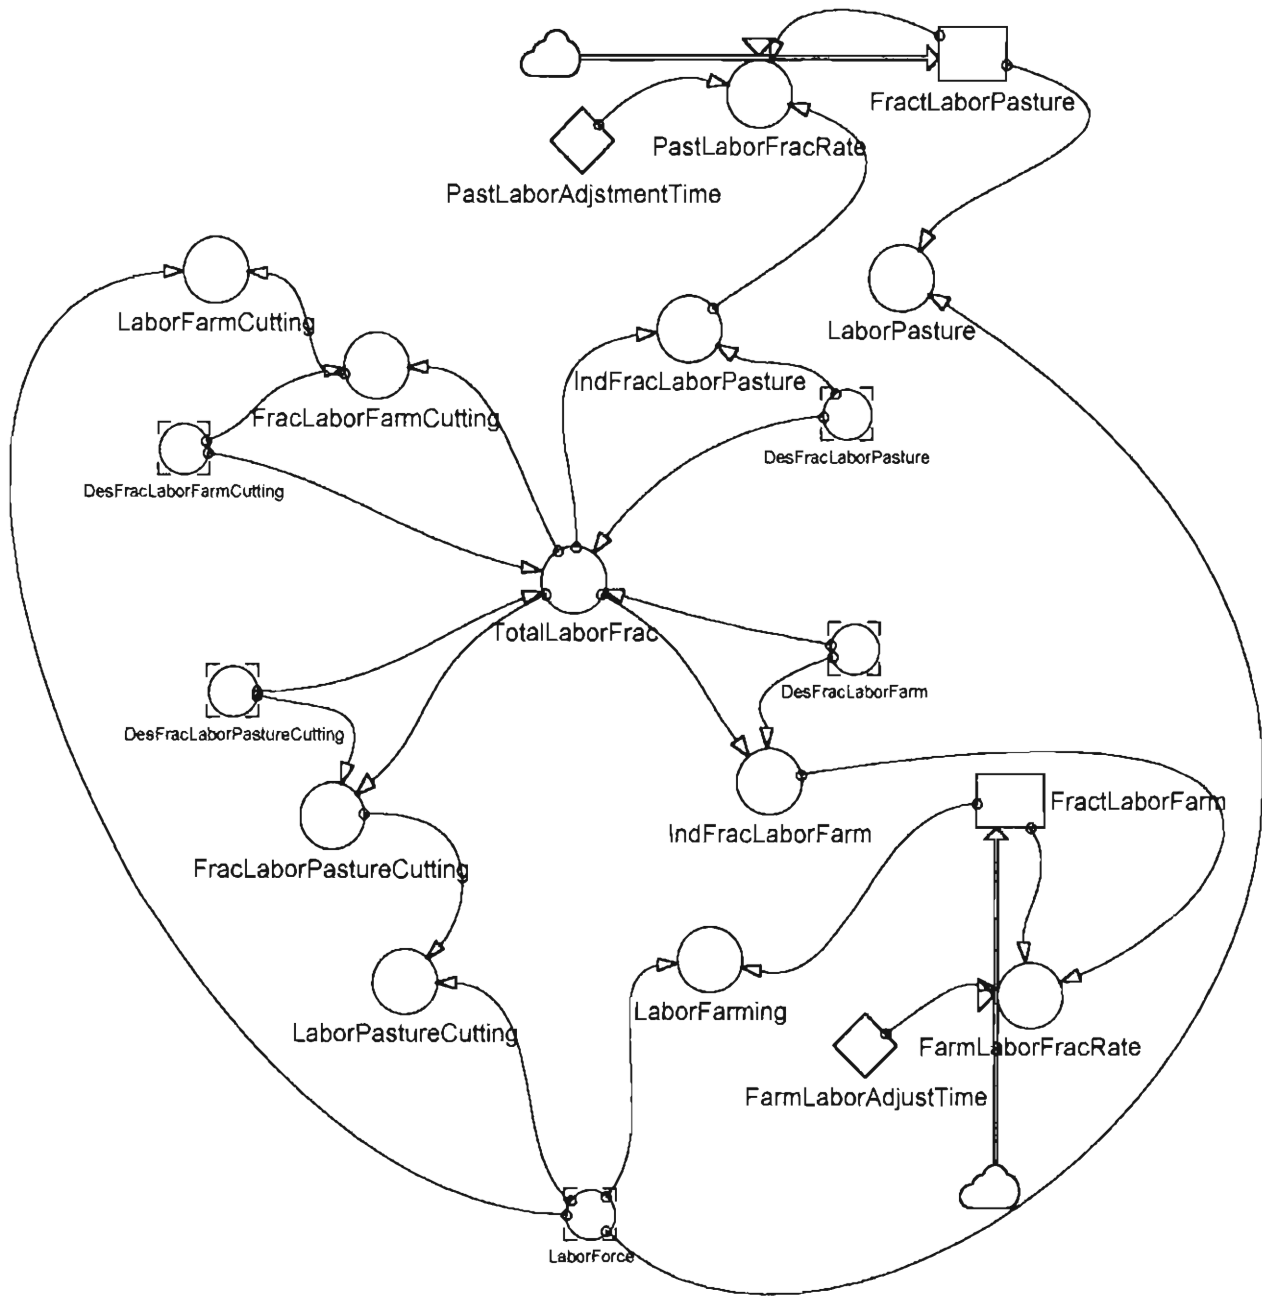 FractLaborPasture
PastLaborFracRate
PastLaborAdjstmentTime
LaborFarmCutting
LaborPasture
IndFracLaborPasture
FracLaborFarmCutting
DesFracLaborPasture
DesFracLaborFarmCutting
TotalLaborFrac
DesFracLaborFarm
DesFracLaborPastureCutting
FractLaborFarm
IndFracLaborFarm
FracLaborPastureCutting
LaborFarming
LaborPastureCutting
FarmLaborFracRate
FarmLaborAdjustTime
LaborForce